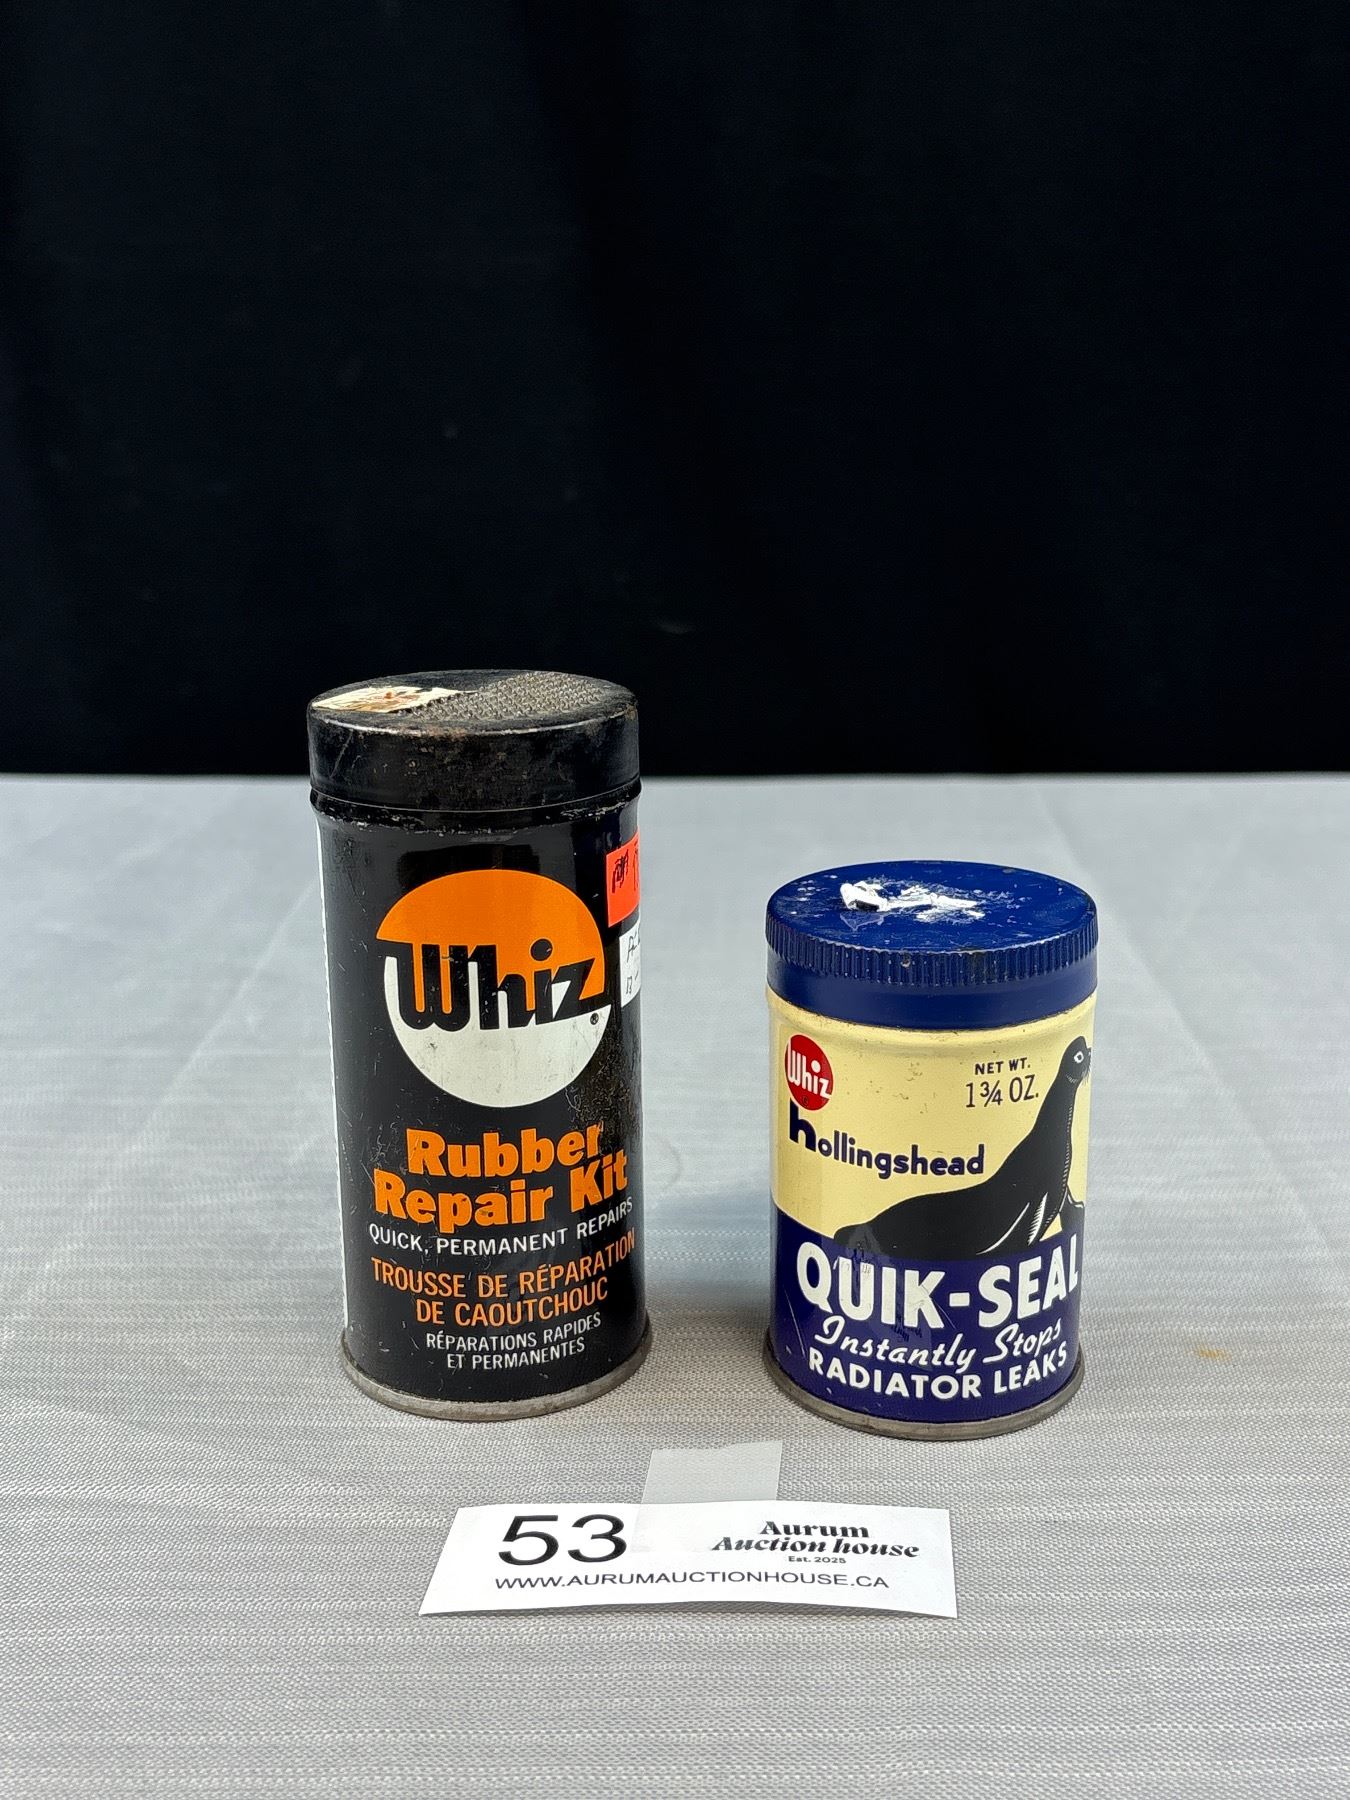 Whiz®
Rubber
Repair Kit
QUICK, PERMANENT REPAIRS
TROUSSE DE RÉPARATION
DE CAOUTCHOUC
RÉPARATIONS RAPIDES
ET PERMANENTES
Whiz
hollingshead
NET WT.
1¾ OZ.
QUIK-SEAL
Instantly Stops
RADIATOR LEAKS
53
Aurum
Auction house
Est. 2025
WWW.AURUMAUCTIONHOUSE.CA